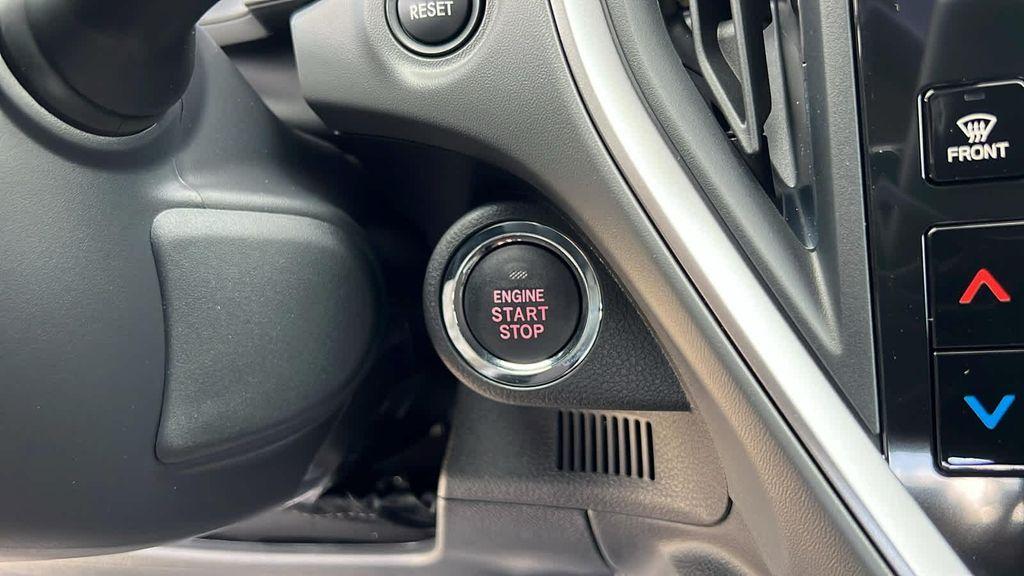 RESET
FRONT
ENGINE
START
STOP